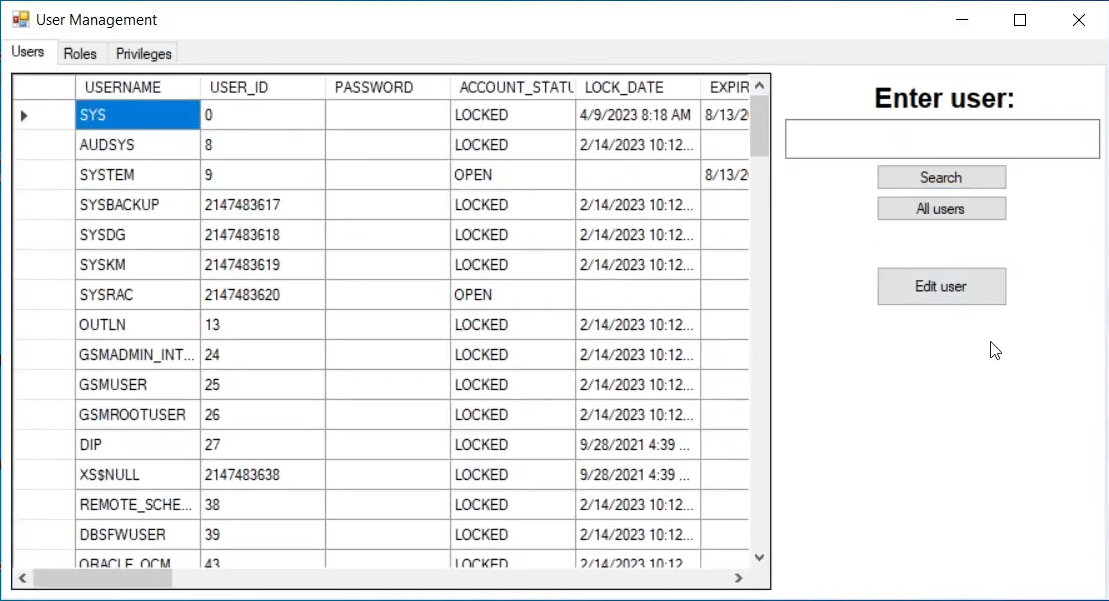 User Management
Users Roles Privileges
USERNAME USER_ID PASSWORD ACCOUNT_STATU LOCK_DATE EXPIR
SYS 0 LOCKED 4/9/2023 8:18 AM 8/13/20
AUDSYS 8 LOCKED 2/14/2023 10:12...
SYSTEM 9 OPEN 8/13/20
SYSBACKUP 2147483617 LOCKED 2/14/2023 10:12...
SYSDG 2147483618 LOCKED 2/14/2023 10:12...
SYSKM 2147483619 LOCKED 2/14/2023 10:12...
SYSRAC 2147483620 OPEN
OUTLN 13 LOCKED 2/14/2023 10:12...
GSMADMIN_INT... 24 LOCKED 2/14/2023 10:12...
GSMUSER 25 LOCKED 2/14/2023 10:12...
GSMROOTUSER 26 LOCKED 2/14/2023 10:12...
DIP 27 LOCKED 9/28/2021 4:39 ...
XS$NULL 2147483638 LOCKED 9/28/2021 4:39 ...
REMOTE_SCHE... 38 LOCKED 2/14/2023 10:12...
DBSFWUSER 39 LOCKED 2/14/2023 10:12...
ORACLE_OCM 43 LOCKED 2/14/2023 10:12
Enter user:
Search
All users
Edit user